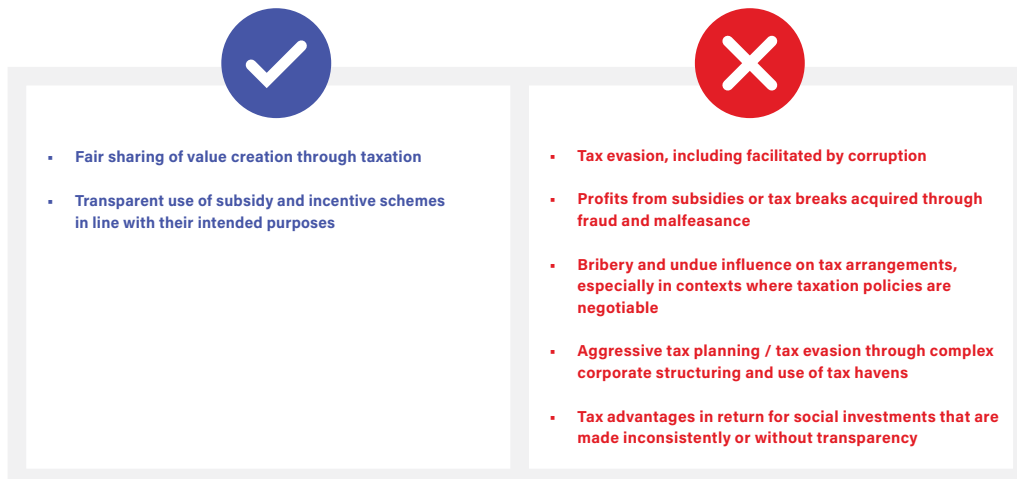 ▪ Fair sharing of value creation through taxation
▪ Transparent use of subsidy and incentive schemes
in line with their intended purposes
▪ Tax evasion, including facilitated by corruption
▪ Profits from subsidies or tax breaks acquired through
fraud and malfeasance
▪ Bribery and undue influence on tax arrangements,
especially in contexts where taxation policies are
negotiable
▪ Aggressive tax planning / tax evasion through complex
corporate structuring and use of tax havens
▪ Tax advantages in return for social investments that are
made inconsistently or without transparency